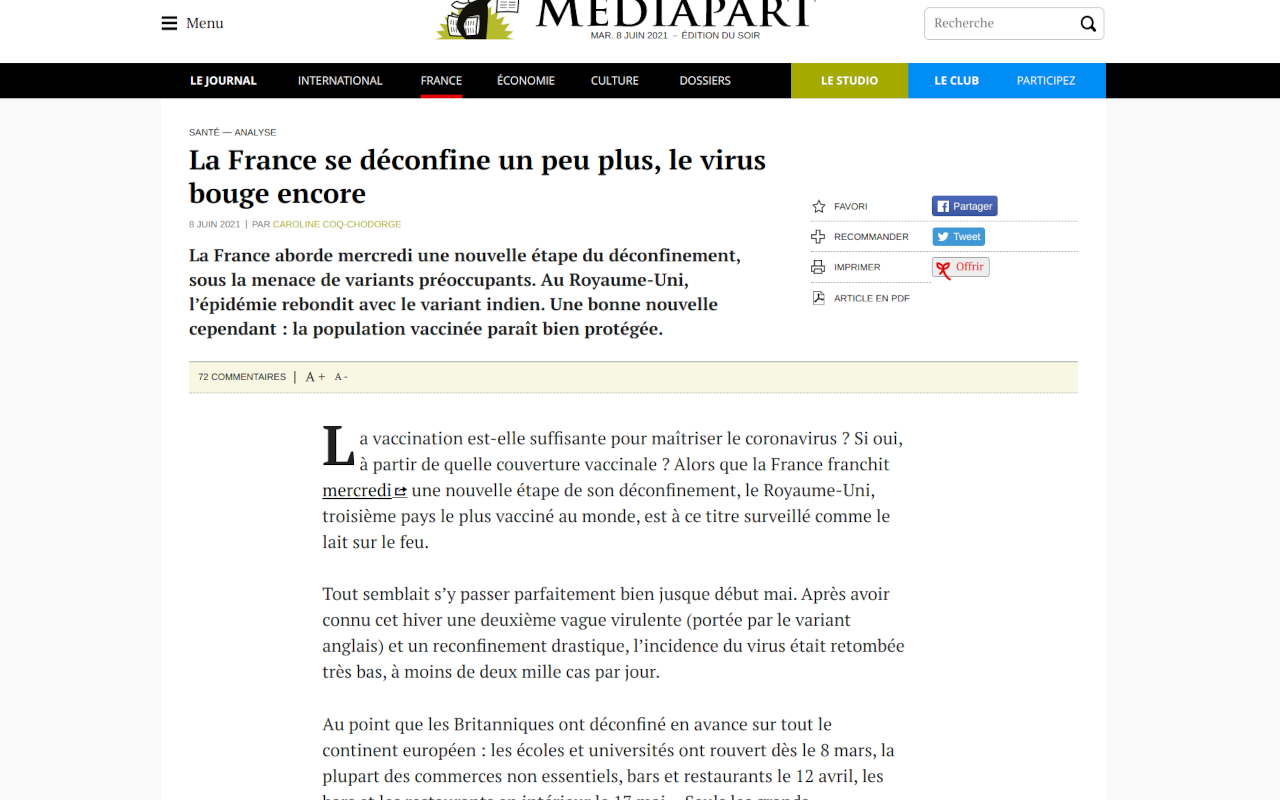 Menu
MEDIAPART
MAR. 8 JUIN 2021 - ÉDITION DU SOIR
Recherche
LE JOURNAL INTERNATIONAL FRANCE ÉCONOMIE CULTURE DOSSIERS LE STUDIO LE CLUB PARTICIPEZ
SANTÉ — ANALYSE
La France se déconfine un peu plus, le virus
bouge encore
8 JUIN 2021 | PAR CAROLINE COQ-CHODORGE
La France aborde mercredi une nouvelle étape du déconfinement,
sous la menace de variants préoccupants. Au Royaume-Uni,
l’épidémie rebondit avec le variant indien. Une bonne nouvelle
cependant : la population vaccinée paraît bien protégée.
FAVORI Partager
RECOMMANDER Tweet
IMPRIMER Offrir
ARTICLE EN PDF
72 COMMENTAIRES | A + A -
La vaccination est-elle suffisante pour maîtriser le coronavirus ? Si oui,
à partir de quelle couverture vaccinale ? Alors que la France franchit
mercredi une nouvelle étape de son déconfinement, le Royaume-Uni,
troisième pays le plus vacciné au monde, est à ce titre surveillé comme le
lait sur le feu.
Tout semblait s’y passer parfaitement bien jusque début mai. Après avoir
connu cet hiver une deuxième vague virulente (portée par le variant
anglais) et un reconfinement drastique, l’incidence du virus était retombée
très bas, à moins de deux mille cas par jour.
Au point que les Britanniques ont déconfiné en avance sur tout le
continent européen : les écoles et universités ont rouvert dès le 8 mars, la
plupart des commerces non essentiels, bars et restaurants le 12 avril, les